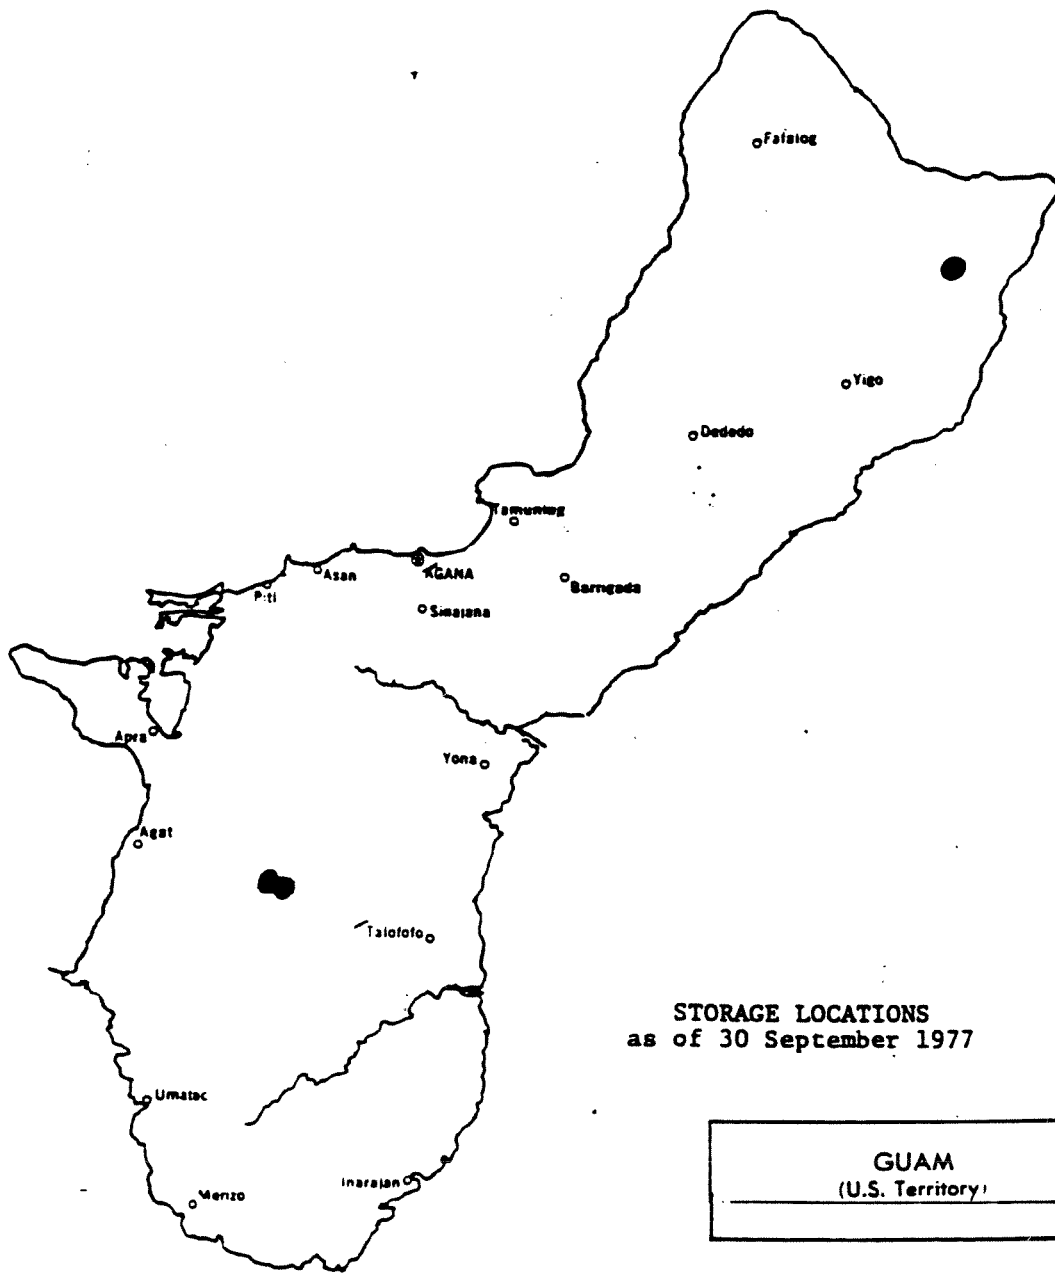 Fafalog
Yigo
Dededo
Tamuning
Asan
AGANA
Piti
Barrigada
Sinajana
Apra
Yona
Agat
Talofofo
STORAGE LOCATIONS
as of 30 September 1977
Umatac
GUAM
(U.S. Territory)
Inarajan
Merizo